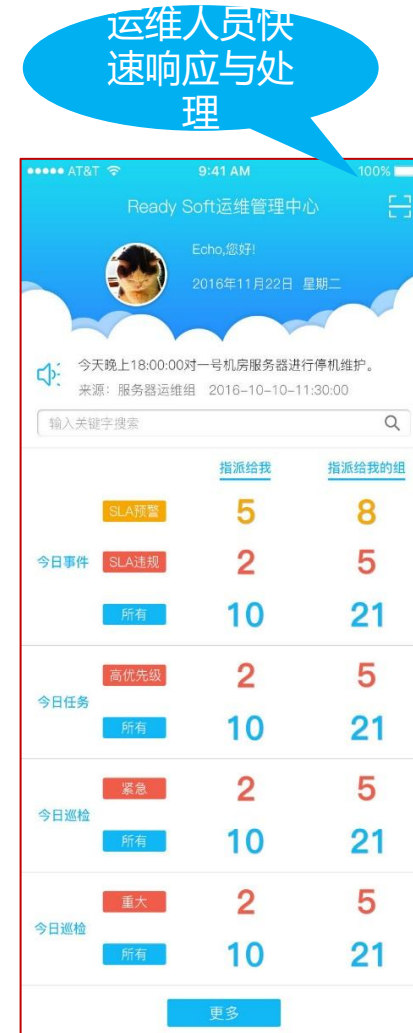 运维人员快
速响应与处
理
AT&T 9:41 AM 100%
Ready Soft运维管理中心
Echo,您好!
2016年11月22日 星期二
今天晚上18:00:00对一号机房服务器进行停机维护。
来源：服务器运维组 2016-10-10-11:30:00
输入关键字搜索
指派给我 指派给我的组
SLA预警 5 8
今日事件 SLA违规 2 5
所有 10 21
高优先级 2 5
今日任务
所有 10 21
紧急 2 5
今日巡检
所有 10 21
重大 2 5
今日巡检
所有 10 21
更多